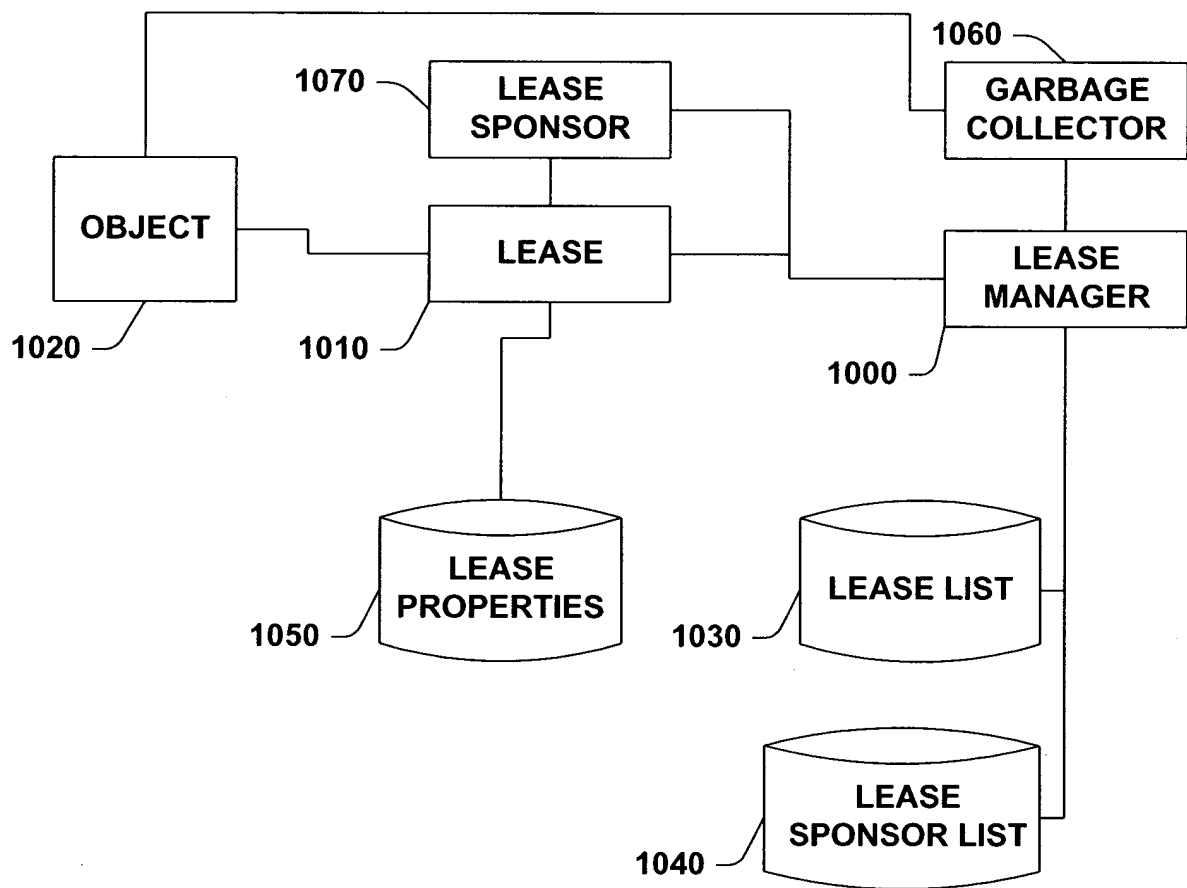 1060
1070
LEASE
SPONSOR
GARBAGE
COLLECTOR
OBJECT
LEASE
LEASE
MANAGER
1020
1010
1000
LEASE
PROPERTIES
LEASE LIST
1050
1030
LEASE
SPONSOR LIST
1040